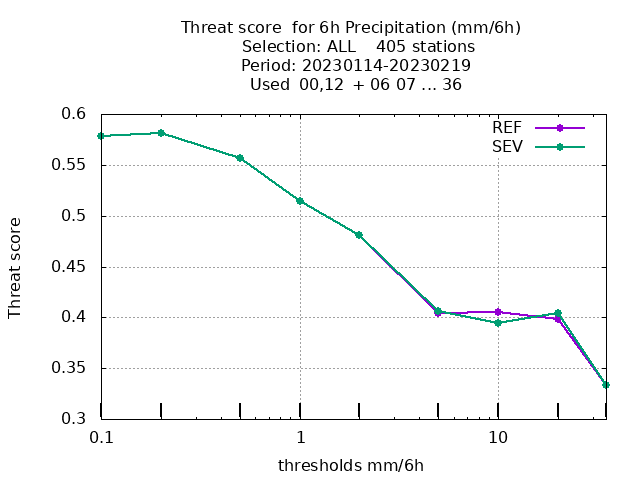 Threat score  for 6h Precipitation (mm/6h)
Selection: ALL    405 stations
Period: 20230114-20230219
Used  00,12  + 06 07 ... 36
REF
SEV
0.6
0.55
0.5
0.45
0.4
0.35
0.3
Threat score
0.1
1
10
thresholds mm/6h